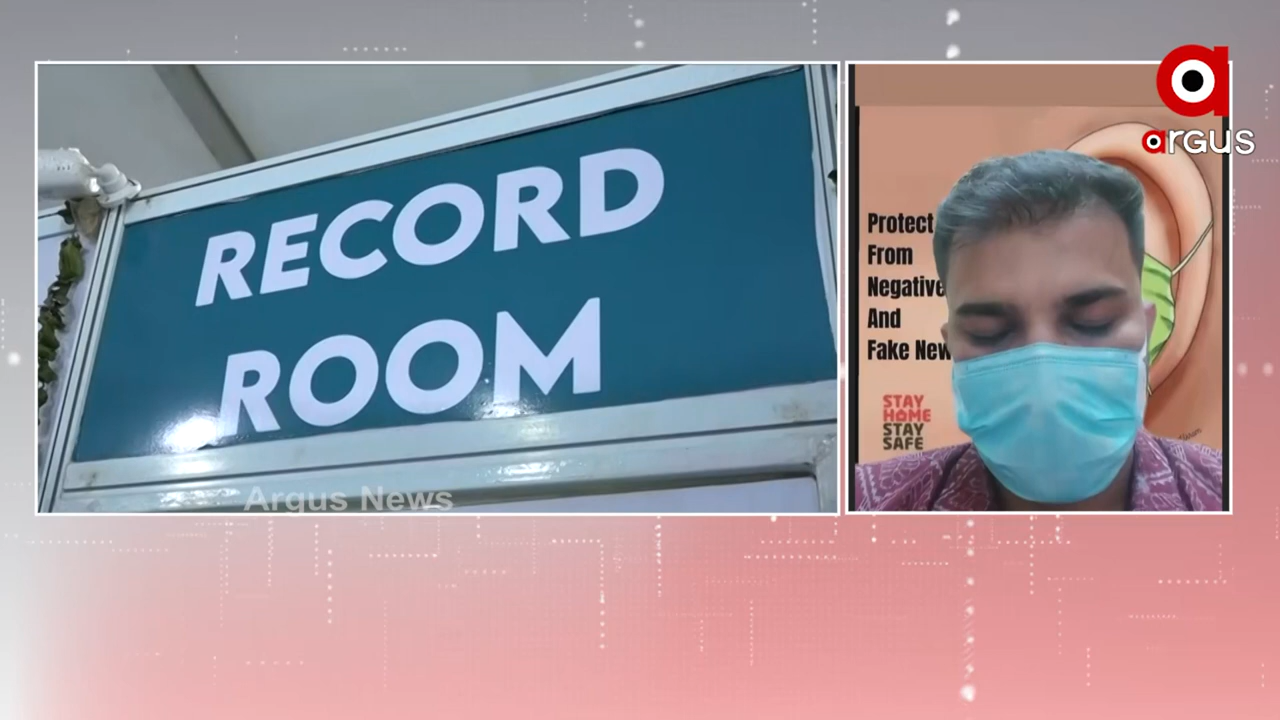 RECORD
ROOM
Argus News
Protect
From
Negative
And
Fake New
STAY
HOME
STAY
SAFE
argus